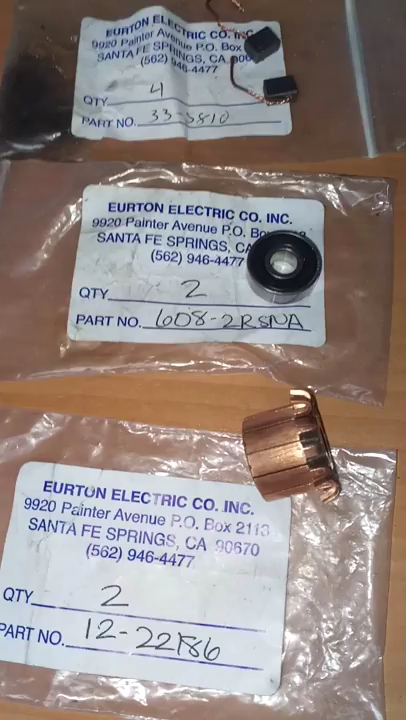 EURTON ELECTRIC CO. INC.
9920 Painter Avenue P.O. Box
SANTA FE SPRINGS, CA
(562) 946-4477
QTY 4
PART NO. 33-5810
EURTON ELECTRIC CO. INC.
9920 Painter Avenue P.O.
SANTA FE SPRINGS, CA
(562) 946-4477
QTY 2
PART NO. 608-2RSNA
EURTON ELECTRIC CO. INC.
9920 Painter Avenue P.O. Box 2113
SANTA FE SPRINGS, CA 90670
(562) 946-4477
QTY 2
PART NO. 12-22F86